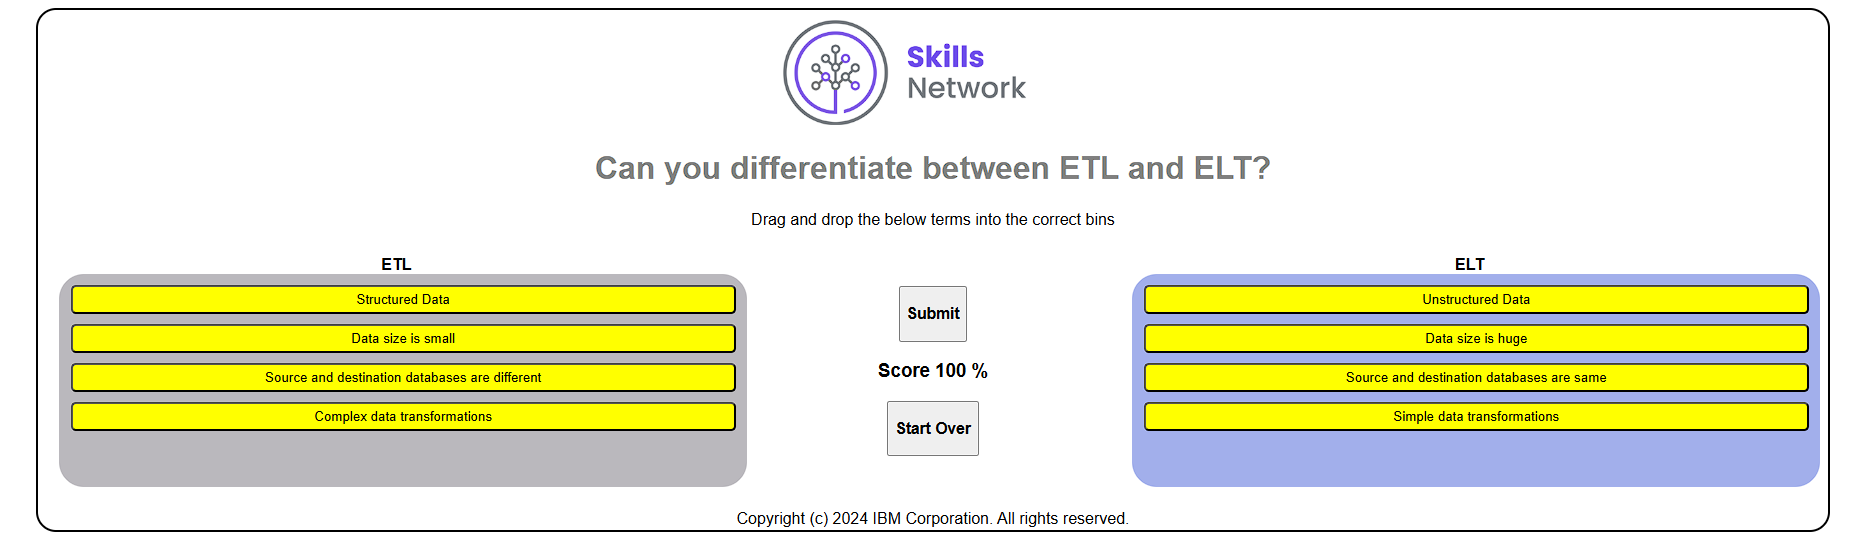 Skills
Network
Can you differentiate between ETL and ELT?
Drag and drop the below terms into the correct bins
ETL
Structured Data
Data size is small
Source and destination databases are different
Complex data transformations
Submit
Score 100 %
Start Over
ELT
Unstructured Data
Data size is huge
Source and destination databases are same
Simple data transformations
Copyright (c) 2024 IBM Corporation. All rights reserved.